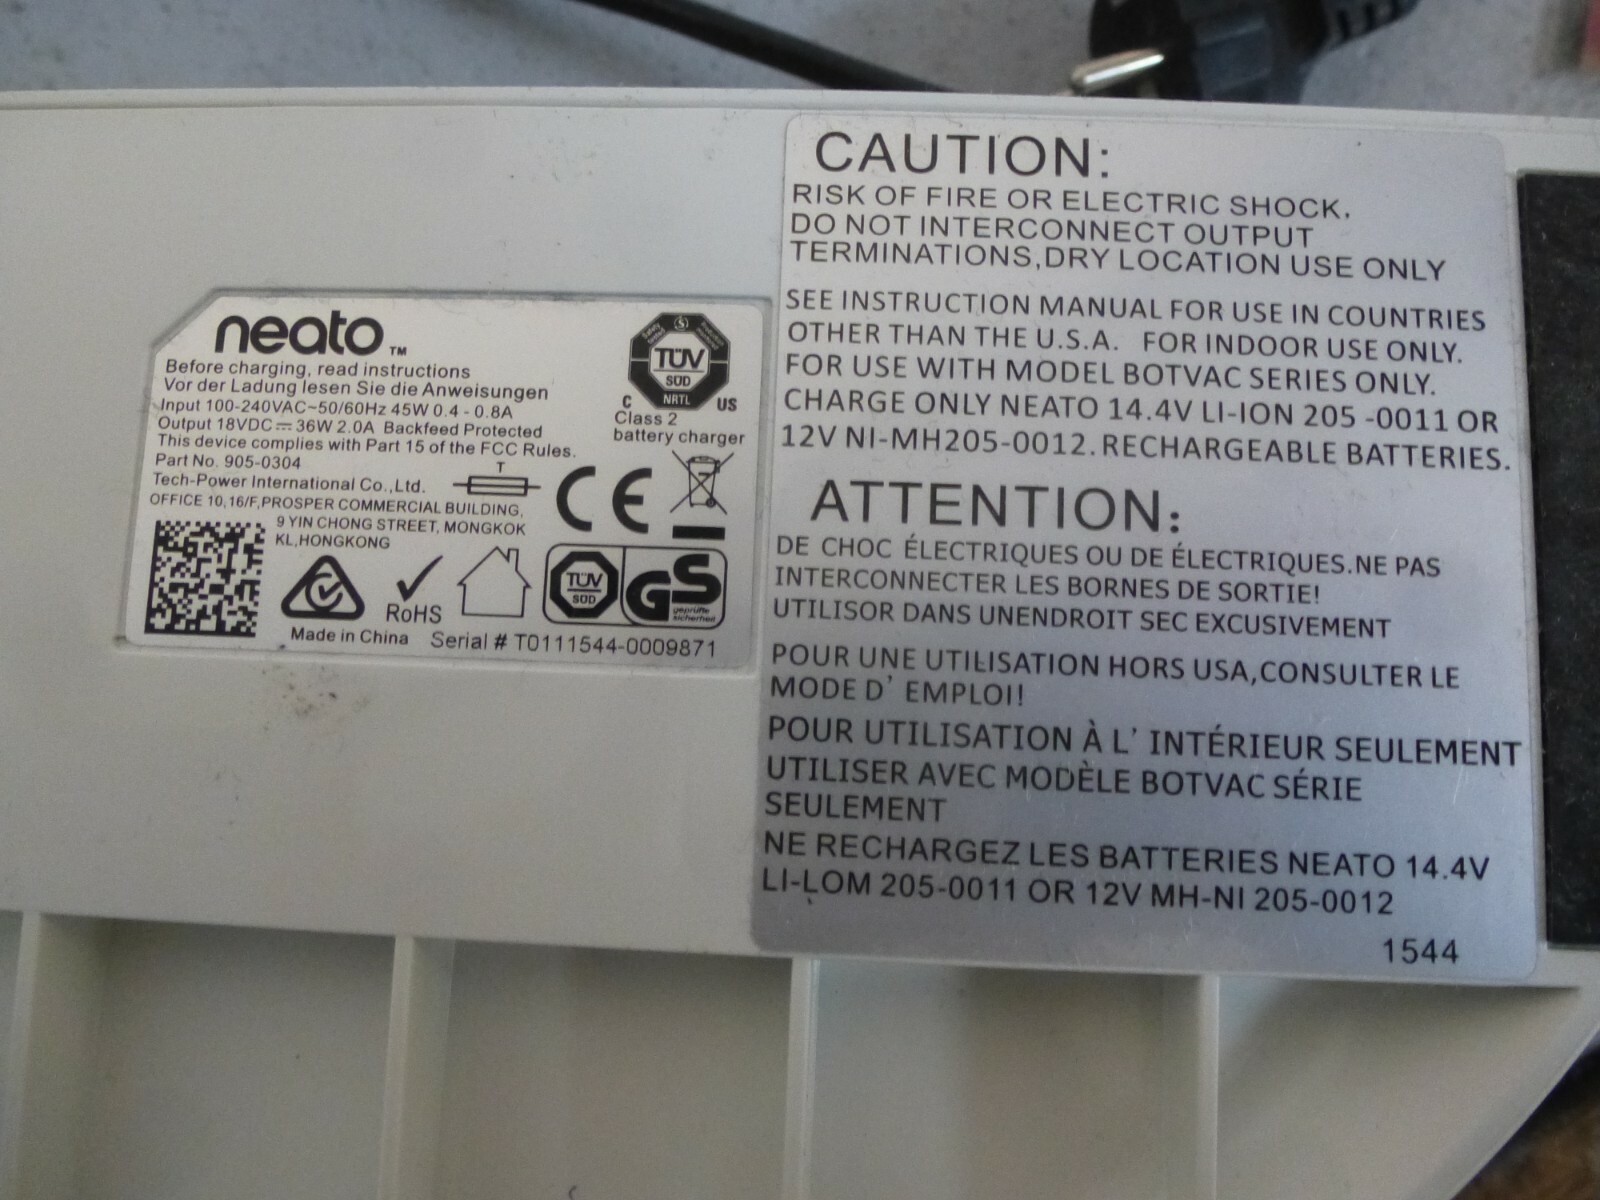 neato ™
Before charging, read instructions
Vor der Ladung lesen Sie die Anweisungen
Input 100-240VAC~50/60Hz 45W 0.4 - 0.8A
Output 18VDC⎓36W 2.0A Backfeed Protected
This device complies with Part 15 of the FCC Rules.
Part No. 905-0304
Tech-Power International Co.,Ltd.
OFFICE 10,16/F,PROSPER COMMERCIAL BUILDING,
9 YIN CHONG STREET, MONGKOK
KL,HONGKONG
TÜV
SÜD
NRTL
C US
Class 2
battery charger
T
CE
RoHS
TÜV
SÜD
GS
geprüfte
sicherheit
Made in China Serial # T0111544-0009871
CAUTION:
RISK OF FIRE OR ELECTRIC SHOCK,
DO NOT INTERCONNECT OUTPUT
TERMINATIONS,DRY LOCATION USE ONLY
SEE INSTRUCTION MANUAL FOR USE IN COUNTRIES
OTHER THAN THE U.S.A. FOR INDOOR USE ONLY.
FOR USE WITH MODEL BOTVAC SERIES ONLY.
CHARGE ONLY NEATO 14.4V LI-ION 205 -0011 OR
12V NI-MH205-0012. RECHARGEABLE BATTERIES.
ATTENTION:
DE CHOC ÉLECTRIQUES OU DE ÉLECTRIQUES.NE PAS
INTERCONNECTER LES BORNES DE SORTIE!
UTILISOR DANS UNENDROIT SEC EXCUSIVEMENT
POUR UNE UTILISATION HORS USA,CONSULTER LE
MODE D' EMPLOI!
POUR UTILISATION À L' INTÉRIEUR SEULEMENT
UTILISER AVEC MODÈLE BOTVAC SÉRIE
SEULEMENT
NE RECHARGEZ LES BATTERIES NEATO 14.4V
LI-LOM 205-0011 OR 12V MH-NI 205-0012
1544